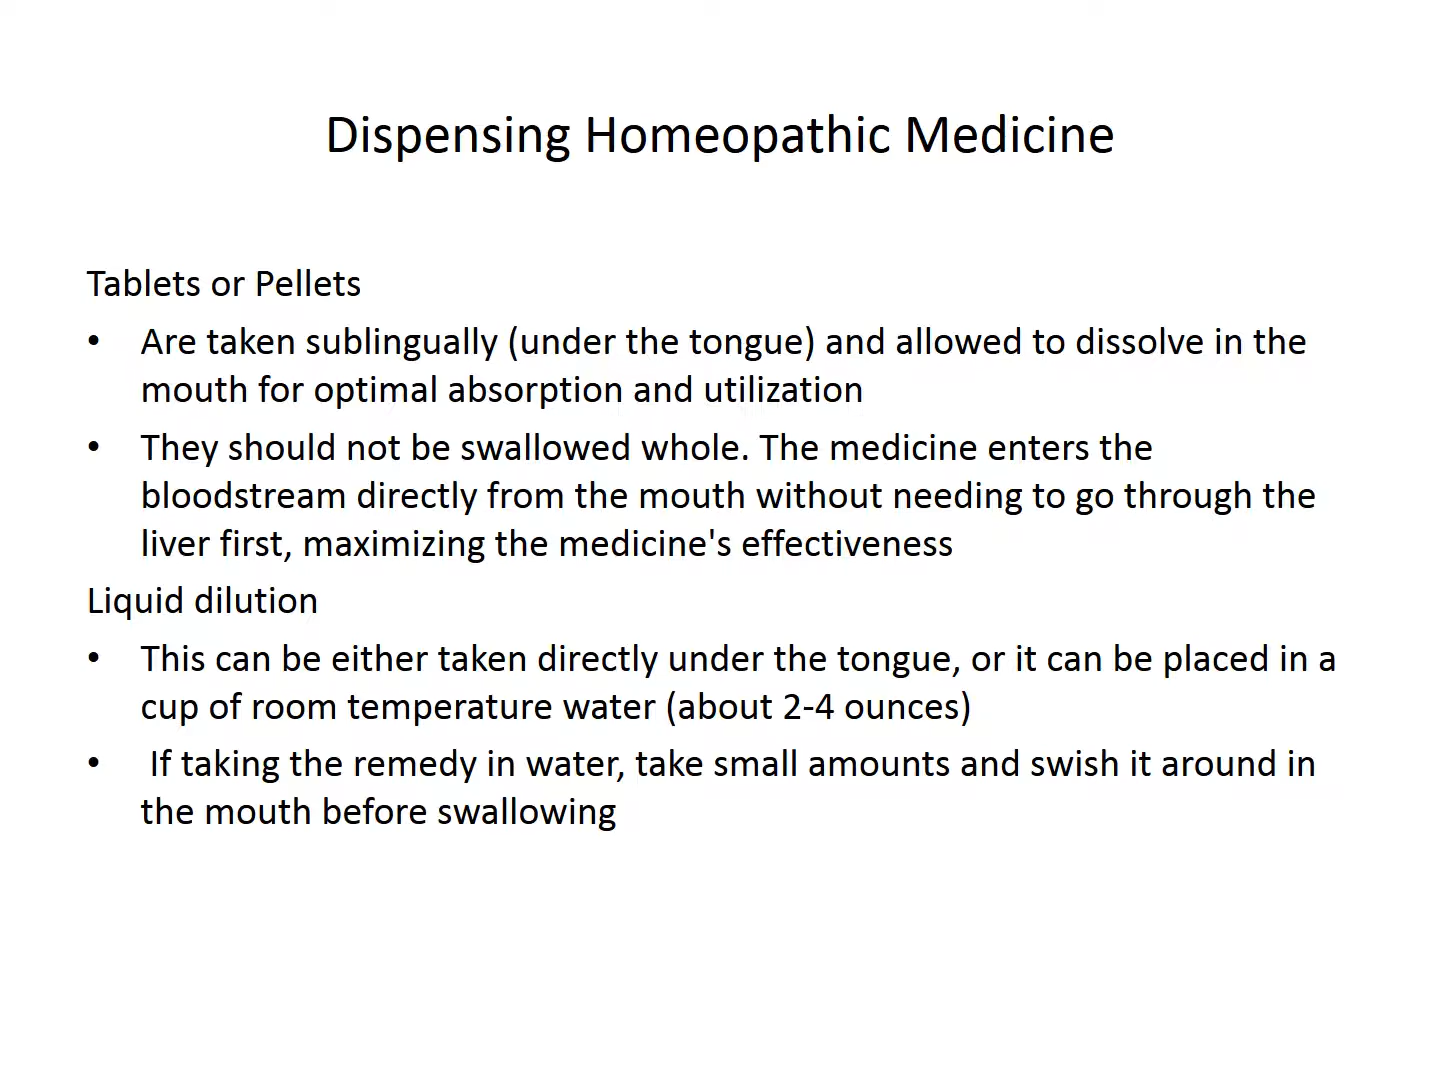 Dispensing Homeopathic Medicine
Tablets or Pellets
• Are taken sublingually (under the tongue) and allowed to dissolve in the
mouth for optimal absorption and utilization
• They should not be swallowed whole. The medicine enters the
bloodstream directly from the mouth without needing to go through the
liver first, maximizing the medicine's effectiveness
Liquid dilution
• This can be either taken directly under the tongue, or it can be placed in a
cup of room temperature water (about 2-4 ounces)
• If taking the remedy in water, take small amounts and swish it around in
the mouth before swallowing